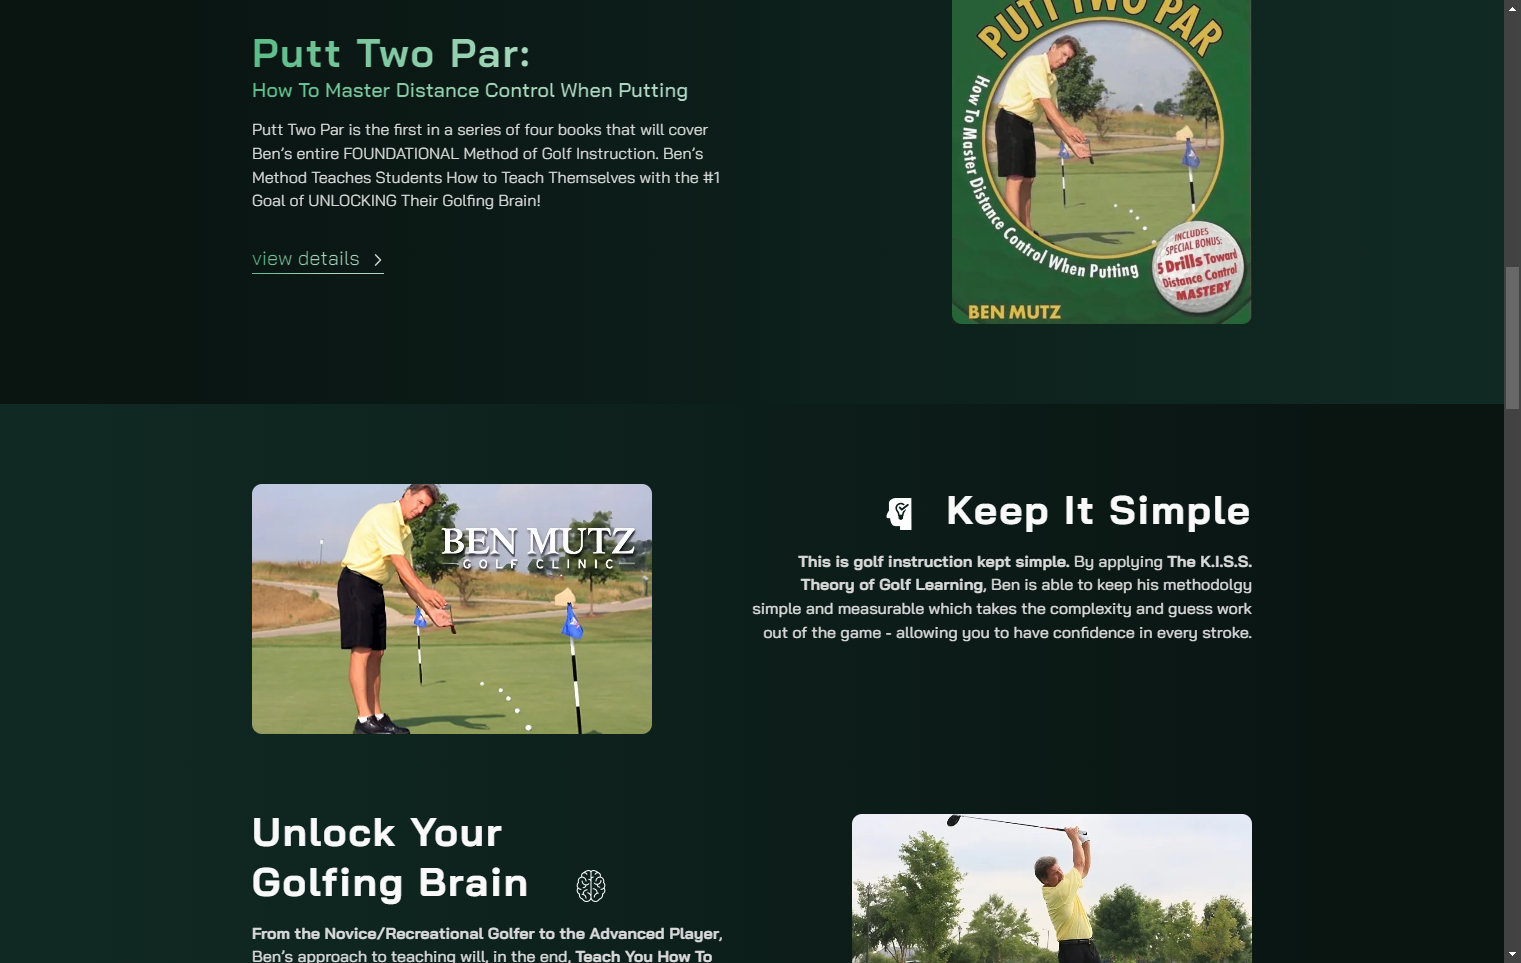 Putt Two Par:
How To Master Distance Control When Putting
Putt Two Par is the first in a series of four books that will cover
Ben’s entire FOUNDATIONAL Method of Golf Instruction. Ben’s
Method Teaches Students How to Teach Themselves with the #1
Goal of UNLOCKING Their Golfing Brain!
view details
PUTT TWO PAR
How To Master Distance Control When Putting
INCLUDES
SPECIAL BONUS:
5 Drills Toward
Distance Control
MASTERY
BEN MUTZ
BEN MUTZ
GOLF CLINIC
Keep It Simple
This is golf instruction kept simple. By applying The K.I.S.S.
Theory of Golf Learning, Ben is able to keep his methodolgy
simple and measurable which takes the complexity and guess work
out of the game - allowing you to have confidence in every stroke.
Unlock Your
Golfing Brain
From the Novice/Recreational Golfer to the Advanced Player,
Ben’s approach to teaching will, in the end, Teach You How To